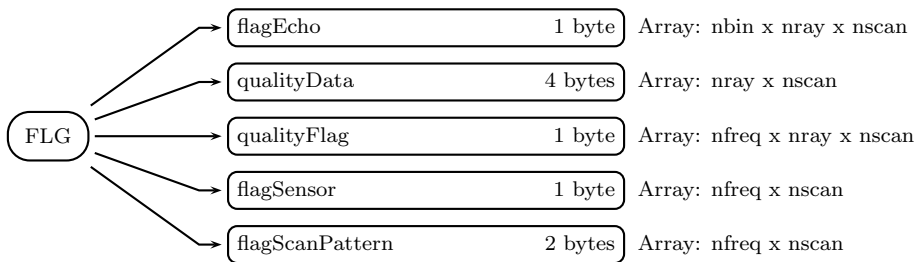 flagEcho 1 byte Array: nbin x nray x nscan
qualityData 4 bytes Array: nray x nscan
FLG
qualityFlag 1 byte Array: nfreq x nray x nscan
flagSensor 1 byte Array: nfreq x nscan
flagScanPattern 2 bytes Array: nfreq x nscan